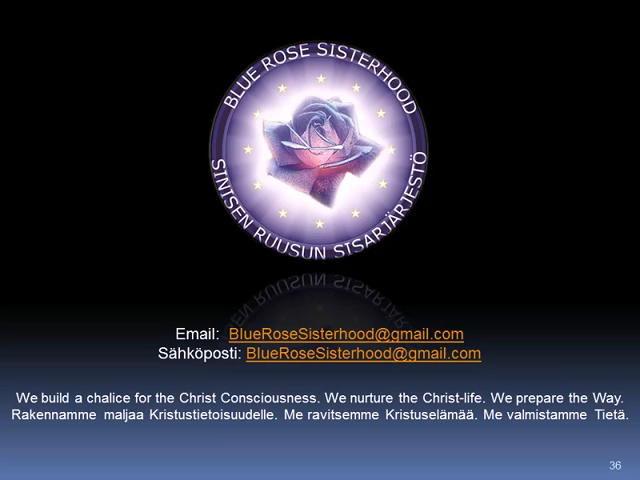 BLUE ROSE SISTERHOOD
SINISEN RUUSUN SISARJÄRJESTÖ
Email: BlueRoseSisterhood@gmail.com
Sähköposti: BlueRoseSisterhood@gmail.com
We build a chalice for the Christ Consciousness. We nurture the Christ-life. We prepare the Way.
Rakennamme maljaa Kristustietoisuudelle. Me ravitsemme Kristuselämää. Me valmistamme Tietä.
36